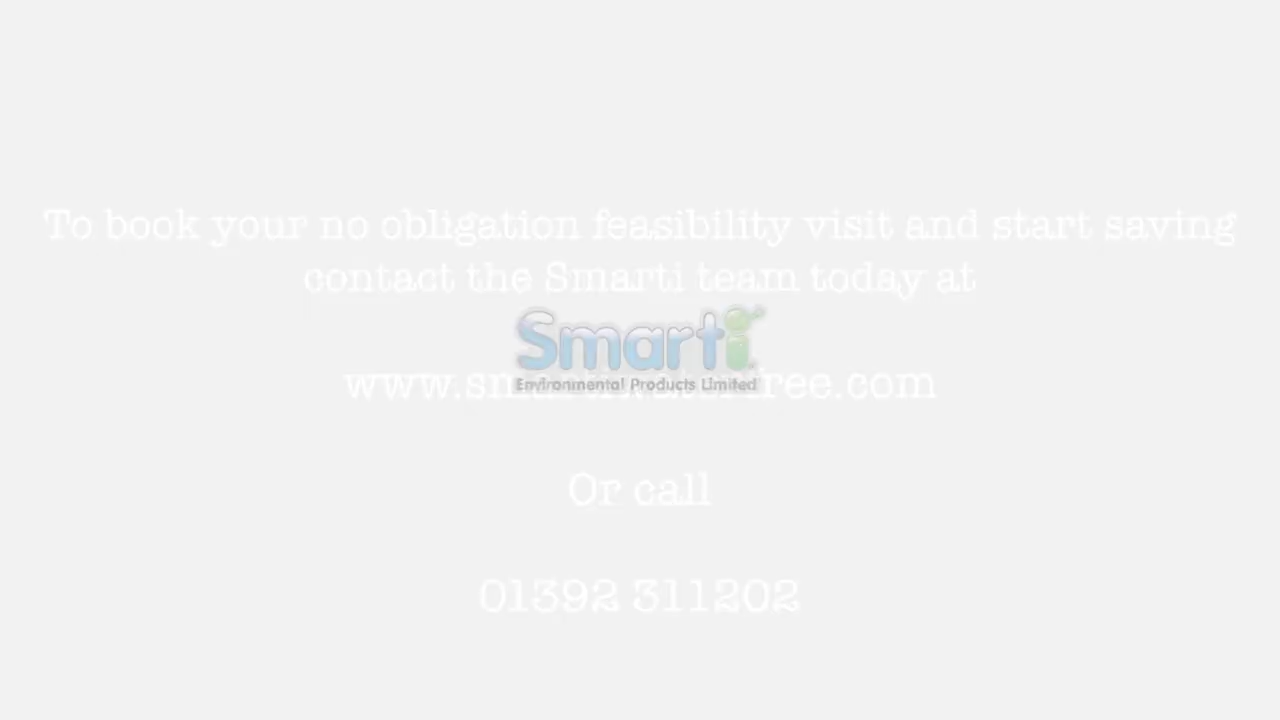 To book your no obligation feasibility visit and start saving
contact the Smarti team today at
Smarti
Environmental Products Limited
Or call
01392 311202